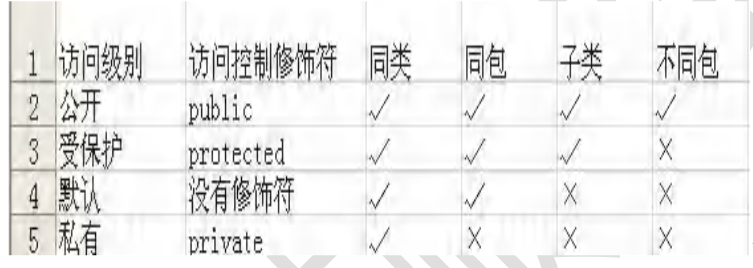 1 访问级别 访问控制修饰符 同类 同包 子类 不同包
2 公开 public √ √ √ √
3 受保护 protected √ √ √ ×
4 默认 没有修饰符 √ √ × ×
5 私有 private √ × × ×